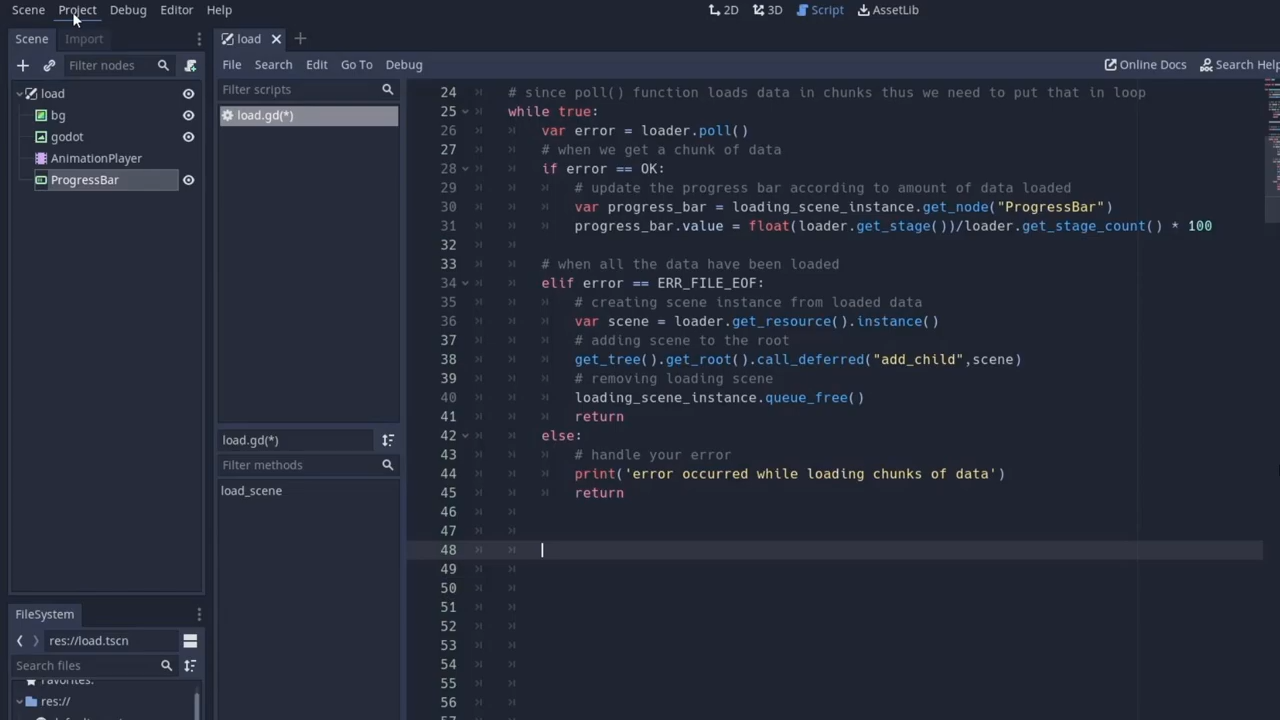 Scene Project Debug Editor Help
2D 3D Script AssetLib
Scene Import
load
Filter nodes
load
bg
godot
AnimationPlayer
ProgressBar
FileSystem
res://load.tscn
Search files
Favorites:
res://
File Search Edit Go To Debug
Online Docs Search Help
Filter scripts
load.gd(*)
load.gd(*)
Filter methods
load_scene
24 # since poll() function loads data in chunks thus we need to put that in loop
25 while true:
26 var error = loader.poll()
27 # when we get a chunk of data
28 if error == OK:
29 # update the progress bar according to amount of data loaded
30 var progress_bar = loading_scene_instance.get_node("ProgressBar")
31 progress_bar.value = float(loader.get_stage())/loader.get_stage_count() * 100
32
33 # when all the data have been loaded
34 elif error == ERR_FILE_EOF:
35 # creating scene instance from loaded data
36 var scene = loader.get_resource().instance()
37 # adding scene to the root
38 get_tree().get_root().call_deferred("add_child",scene)
39 # removing loading scene
40 loading_scene_instance.queue_free()
41 return
42 else:
43 # handle your error
44 print('error occurred while loading chunks of data')
45 return
46
47
48
49
50
51
52
53
54
55
56